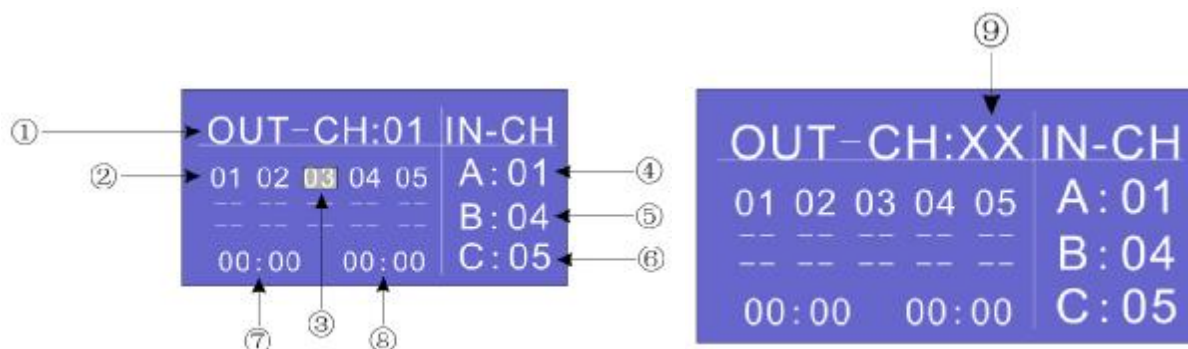 ⑨
① OUT-CH:01 IN-CH
② 01 02 03 04 05 A:01 ④
-- -- -- -- -- B:04 ⑤
00:00 00:00 C:05 ⑥
⑦ ③ ⑧
OUT-CH:XX IN-CH
01 02 03 04 05 A:01
-- -- -- -- -- B:04
00:00 00:00 C:05